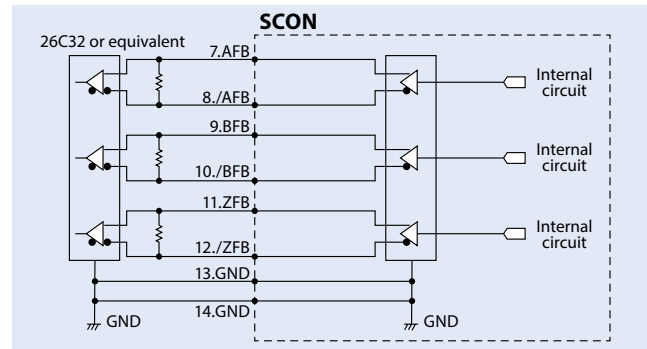 SCON
26C32 or equivalent
7.AFB
Internal
circuit
8./AFB
9.BFB
Internal
circuit
10./BFB
11.ZFB
Internal
circuit
12./ZFB
13.GND
14.GND
GND
GND